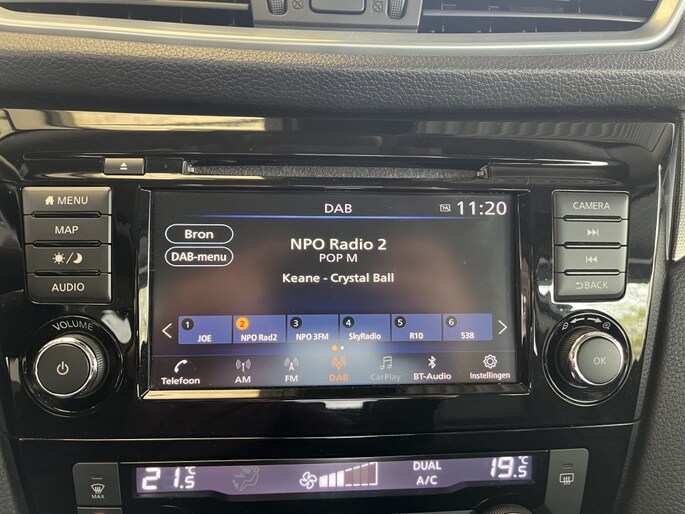 MENU
MAP
AUDIO
VOLUME
DAB
11:20
Bron
DAB-menu
NPO Radio 2
POP M
Keane - Crystal Ball
1 JOE
2 NPO Rad2
3 NPO 3FM
4 SkyRadio
5 R10
6 538
Telefoon
AM
FM
DAB
CarPlay
BT-Audio
Instellingen
CAMERA
BACK
OK
MAX
21.5°C
DUAL
A/C
19.5°C